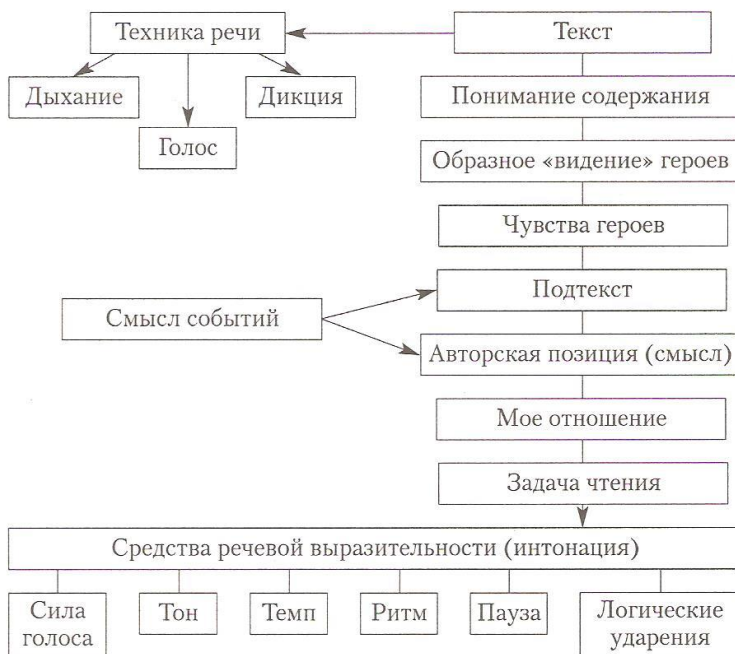 Техника речи
Текст
Дыхание
Дикция
Понимание содержания
Голос
Образное «видение» героев
Чувства героев
Подтекст
Смысл событий
Авторская позиция (смысл)
Мое отношение
Задача чтения
Средства речевой выразительности (интонация)
Сила
голоса
Тон
Темп
Ритм
Пауза
Логические
ударения